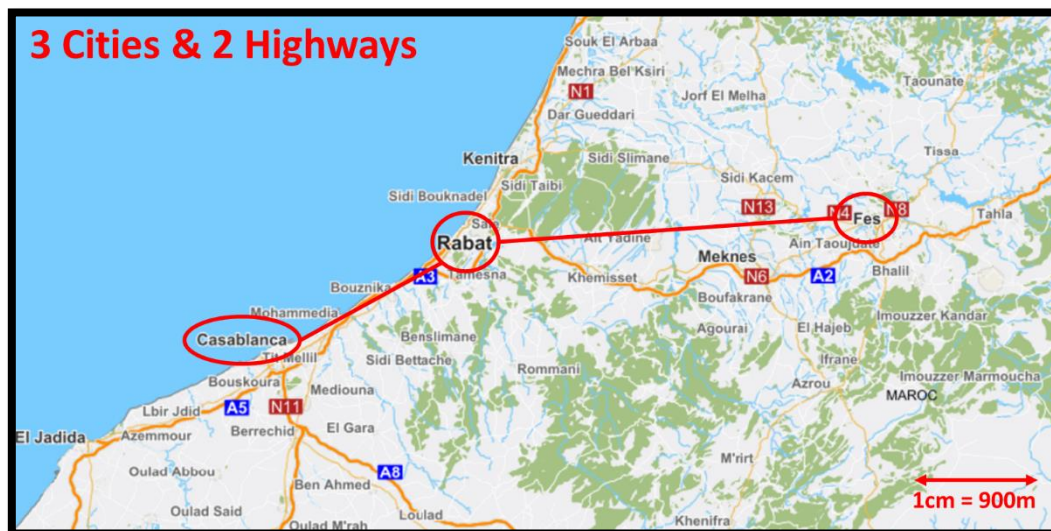 3 Cities & 2 Highways
Souk El Arbaa
Mechra Bel Ksiri
Taounate
N1
Jorf El Melha
Dar Gueddari
Kenitra
Sidi Slimane
Tissa
Sidi Taibi
Sidi Kacem
Sidi Bouknadel
N13
N4
Fes
N8
Tahla
Sale
Rabat
Ait Yadine
Ain Taoujdate
Meknes
Tamesna
A3
Khemisset
N6
A2
Bhalil
Bouznika
Boufakrane
Mohammedia
Imouzzer Kandar
Casablanca
Benslimane
Agourai
El Hajeb
Tit Mellil
Sidi Bettache
Rommani
Ifrane
Imouzzer Marmoucha
Bouskoura
Mediouna
Azrou
MAROC
Lbir Jdid
A5
N11
El Jadida
Azemmour
Berrechid
El Gara
Oulad Abbou
A8
M'rirt
Ben Ahmed
1cm = 900m
Oulad Said
Loulad
Khenifra
Oulad M'rah